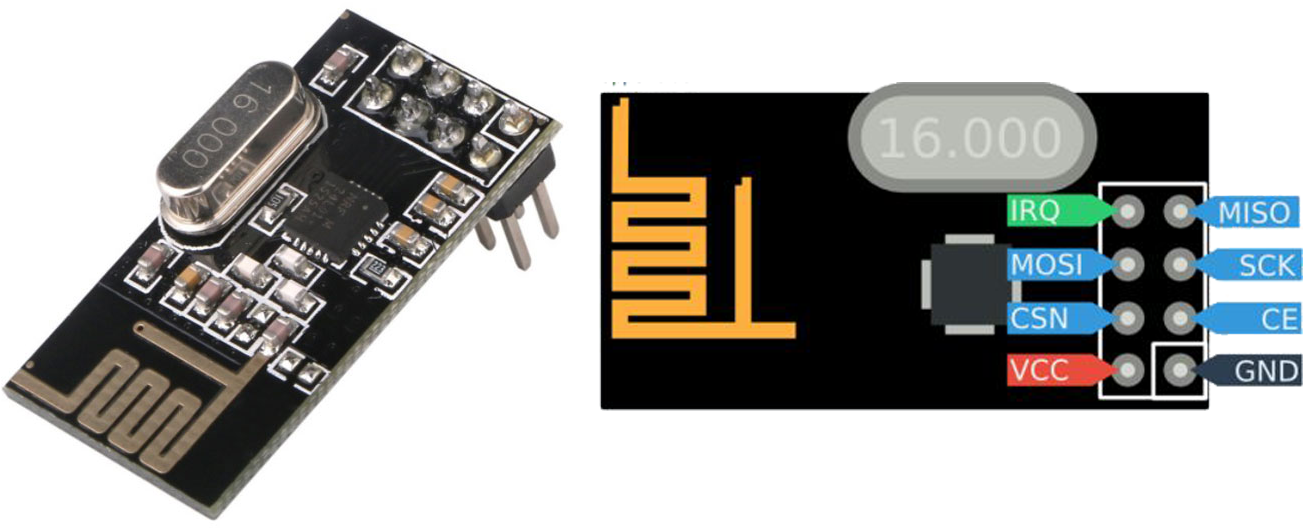 16 000
16.000
IRQ
MISO
MOSI
SCK
CSN
CE
VCC
GND